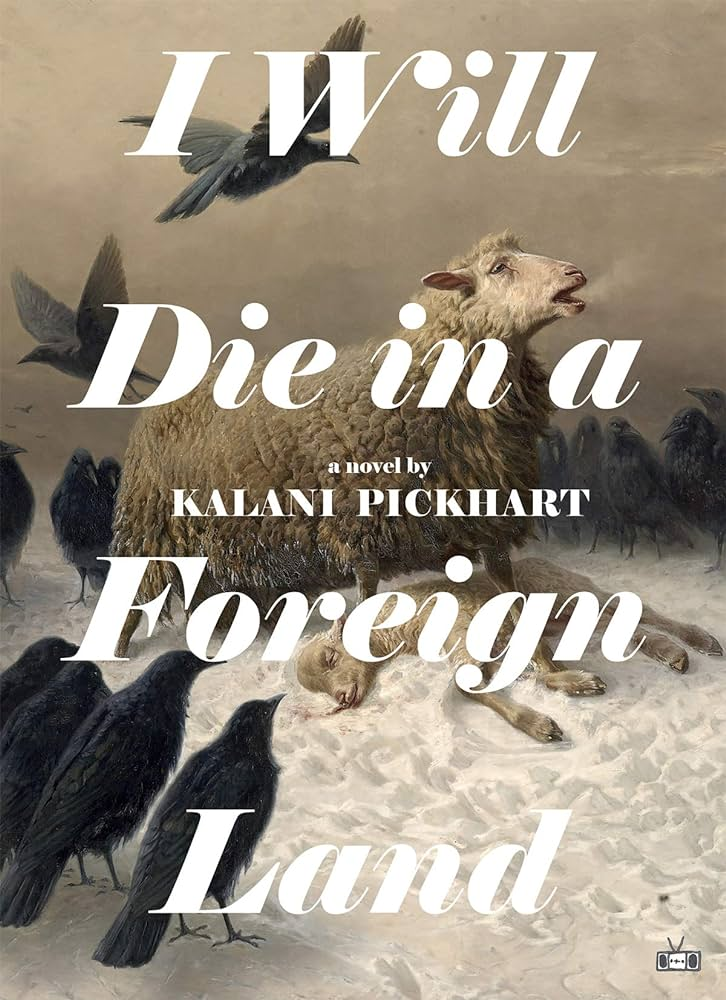 I Will
Die in a
a novel by
KALANI PICKHART
Foreign
Land